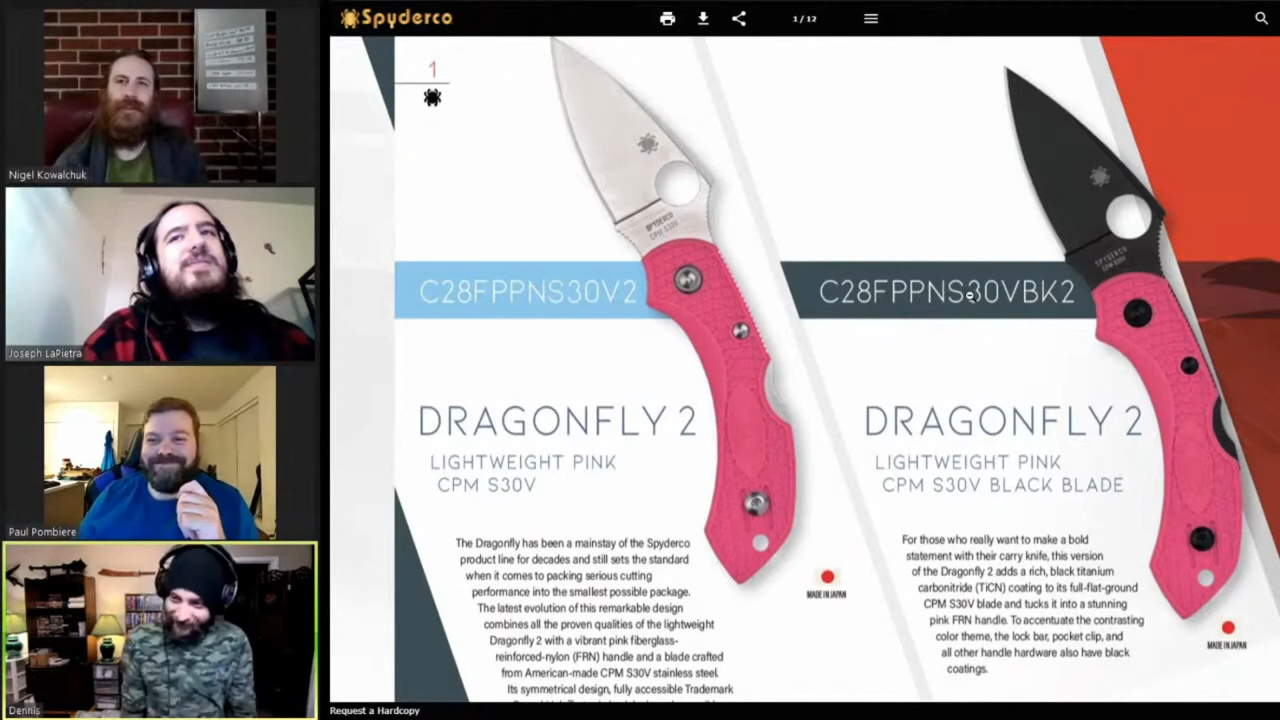 Spyderco
1 / 12
Nigel Kowalchuk
Joseph LaPietra
Paul Pombiere
Dennis
1
SPYDERCO
CPM S30V
C28FPPNS30V2
DRAGONFLY 2
LIGHTWEIGHT PINK
CPM S30V
The Dragonfly has been a mainstay of the Spyderco
product line for decades and still sets the standard
when it comes to packing serious cutting
performance into the smallest possible package.
The latest evolution of this remarkable design
combines all the proven qualities of the lightweight
Dragonfly 2 with a vibrant pink fiberglass-
reinforced-nylon (FRN) handle and a blade crafted
from American-made CPM S30V stainless steel.
Its symmetrical design, fully accessible Trademark
MADE IN JAPAN
SPYDERCO
CPM S30V
C28FPPNS30VBK2
DRAGONFLY 2
LIGHTWEIGHT PINK
CPM S30V BLACK BLADE
For those who really want to make a bold
statement with their carry knife, this version
of the Dragonfly 2 adds a rich, black titanium
carbonitride (TiCN) coating to its full-flat-ground
CPM S30V blade and tucks it into a stunning
pink FRN handle. To accentuate the contrasting
color theme, the lock bar, pocket clip, and
all other handle hardware also have black
coatings.
MADE IN JAPAN
Request a Hardcopy